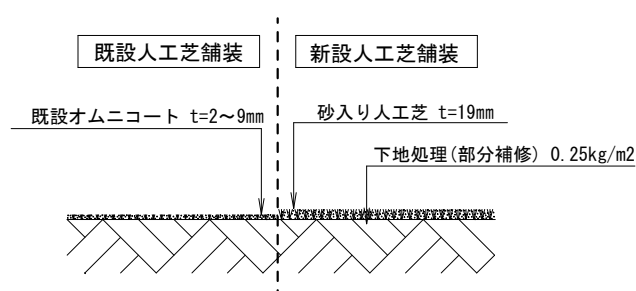 既設人工芝舗装
新設人工芝舗装
既設オムニコート t=2～9mm
砂入り人工芝 t=19mm
下地処理(部分補修) 0.25kg/m2